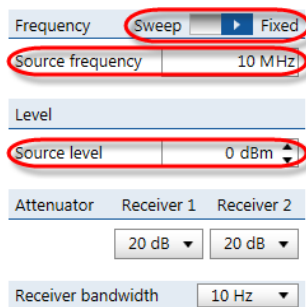 Frequency Sweep Fixed
Source frequency 10 MHz
Level
Source level 0 dBm
Attenuator Receiver 1 Receiver 2
20 dB 20 dB
Receiver bandwidth 10 Hz